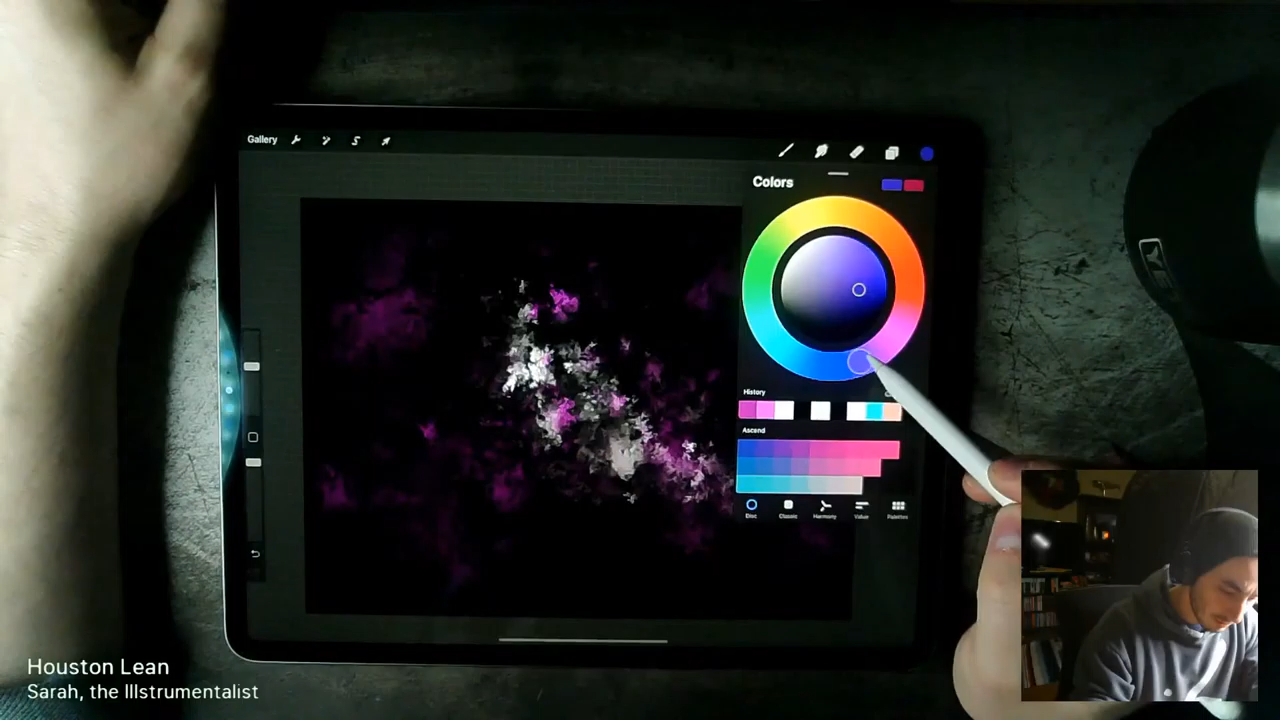 Gallery
Colors
History
Ascend
Disc
Classic
Harmony
Value
Palettes
Houston Lean
Sarah, the Illstrumentalist